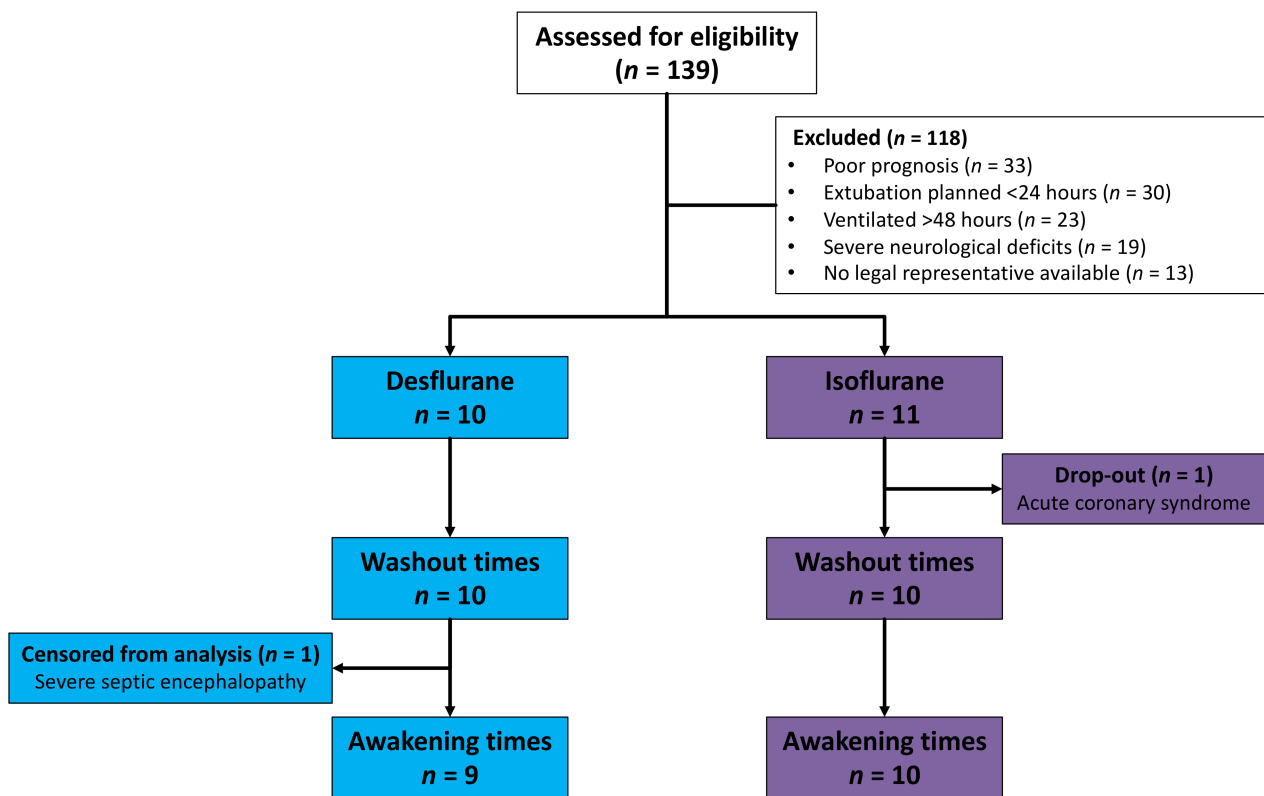 Assessed for eligibility
(n = 139)
Excluded (n = 118)
• Poor prognosis (n = 33)
• Extubation planned <24 hours (n = 30)
• Ventilated >48 hours (n = 23)
• Severe neurological deficits (n = 19)
• No legal representative available (n = 13)
Desflurane
n = 10
Isoflurane
n = 11
Drop-out (n = 1)
Acute coronary syndrome
Washout times
n = 10
Washout times
n = 10
Censored from analysis (n = 1)
Severe septic encephalopathy
Awakening times
n = 9
Awakening times
n = 10